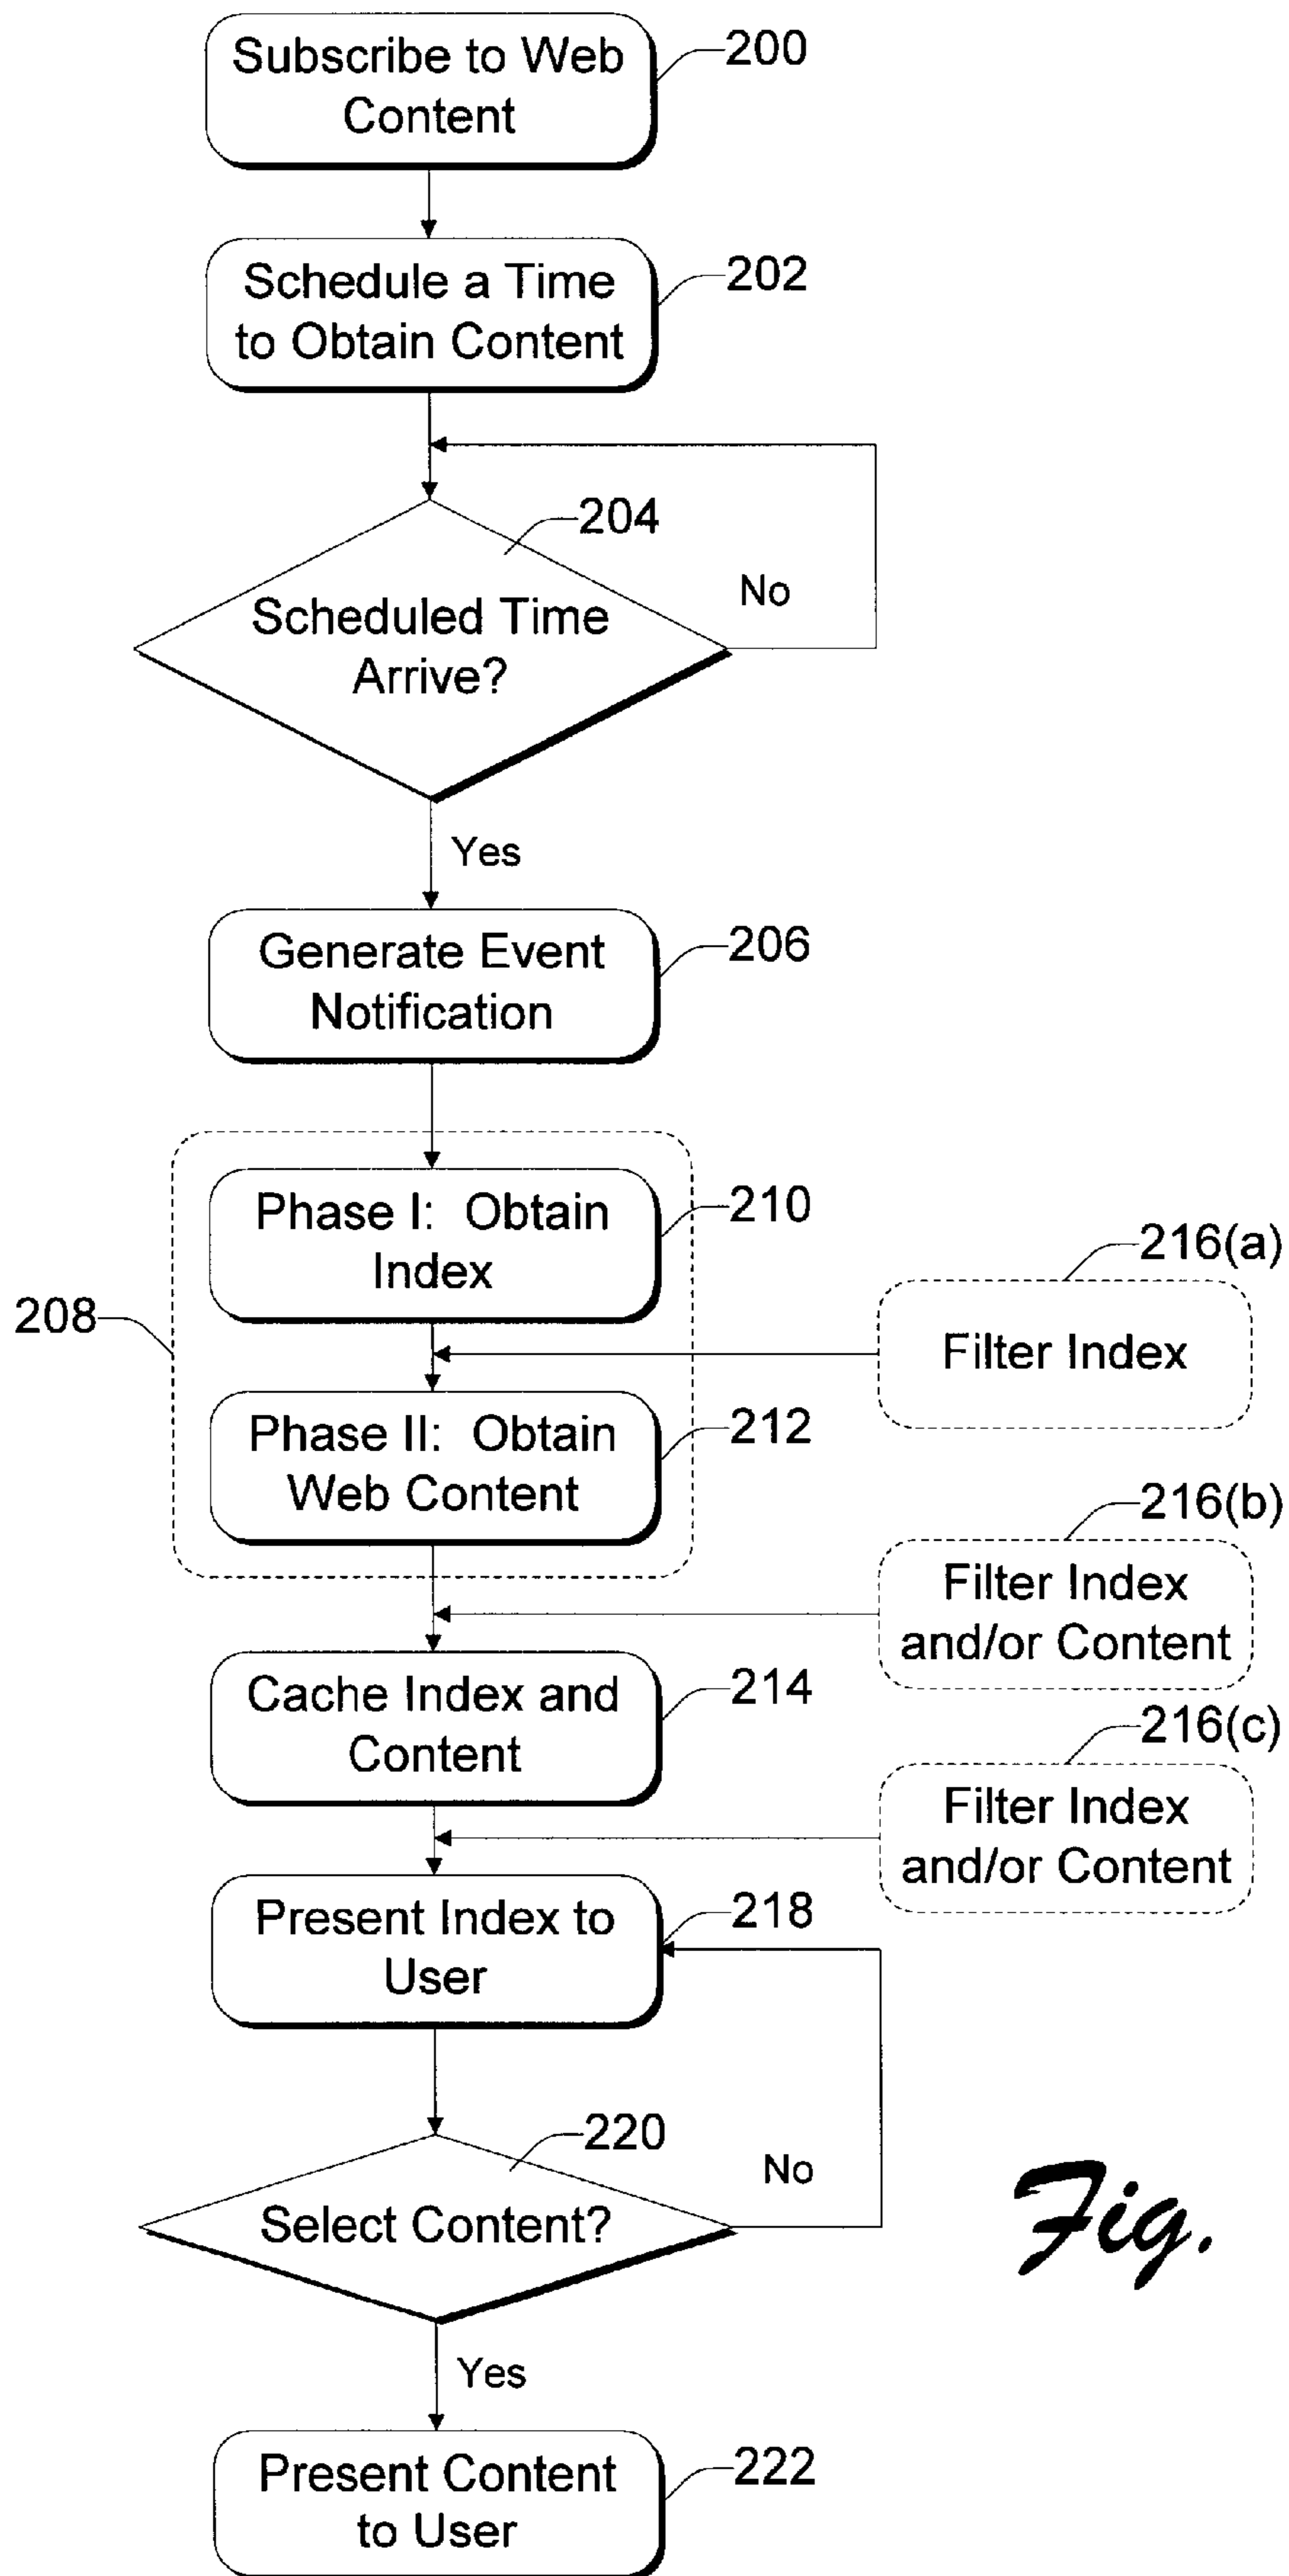 Subscribe to Web
Content
200
Schedule a Time
to Obtain Content
202
204
Scheduled Time
Arrive?
No
Yes
Generate Event
Notification
206
208
Phase I: Obtain
Index
210
216(a)
Filter Index
Phase II: Obtain
Web Content
212
216(b)
Filter Index
and/or Content
Cache Index and
Content
214
216(c)
Filter Index
and/or Content
Present Index to
User
218
220
Select Content?
No
Yes
Fig.
Present Content
to User
222